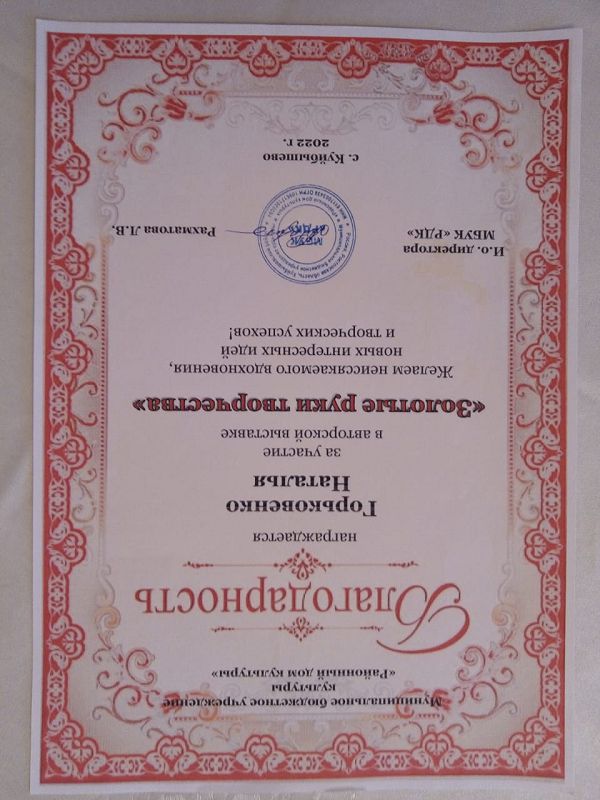 Муниципальное бюджетное учреждение
культуры
«Районный дом культуры»
Благодарность
награждается
Горьковенко
Наталья
за участие
в авторской выставке
«Золотые руки творчества»
Желаем неиссякаемого вдохновения,
новых интересных идей
и творческих успехов!
И.о. директора
МБУК «РДК»
Рахматова Л.В.
МБУК
с. Куйбышево
2022 г.